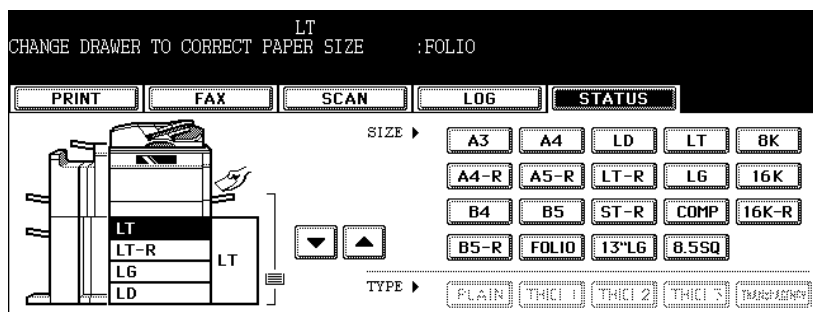 LT
CHANGE DRAWER TO CORRECT PAPER SIZE :FOLIO
PRINT FAX SCAN LOG STATUS
SIZE A3 A4 LD LT 8K
A4-R A5-R LT-R LG 16K
B4 B5 ST-R COMP 16K-R
B5-R FOLIO 13"LG 8.5SQ
LT
LT-R
LG
LD
LT
TYPE PLAIN THICK 1 THICK 2 THICK 3